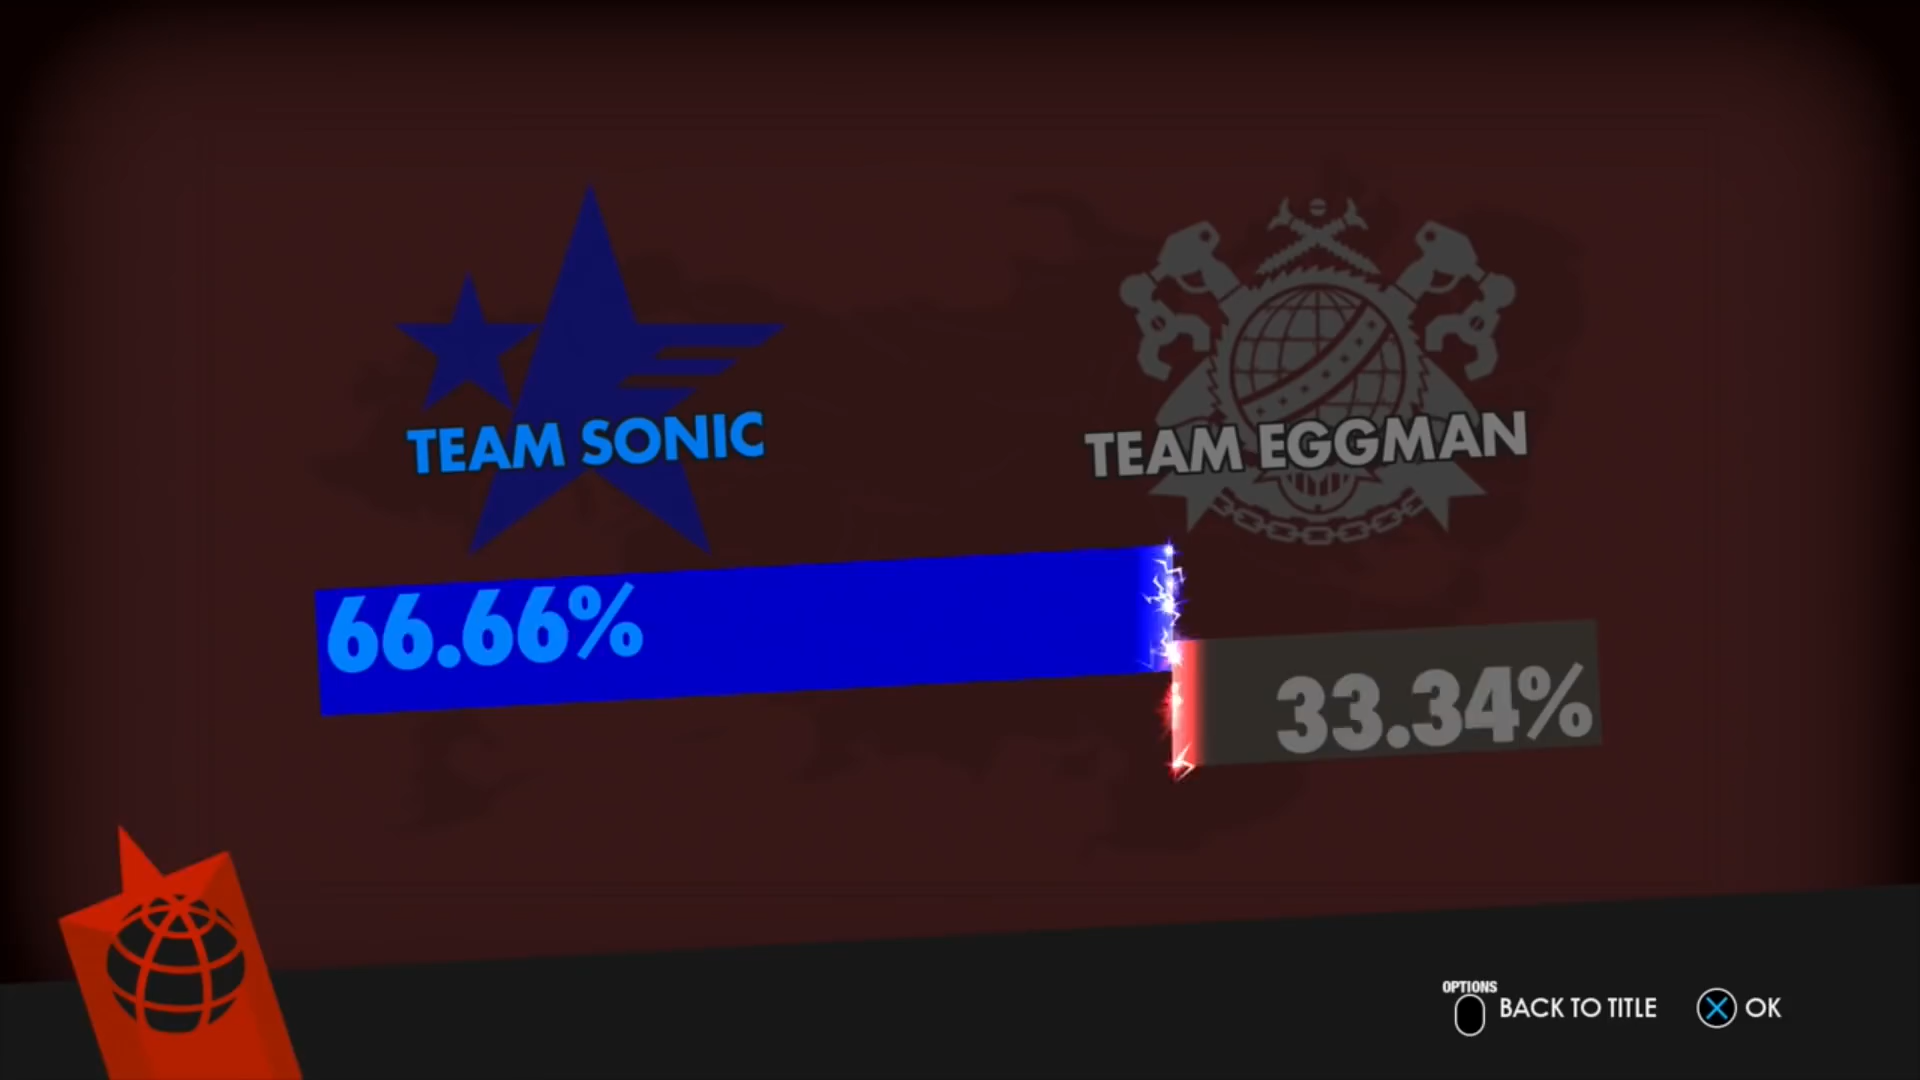 TEAM SONIC
TEAM EGGMAN
66.66%
33.34%
OPTIONS
BACK TO TITLE
OK